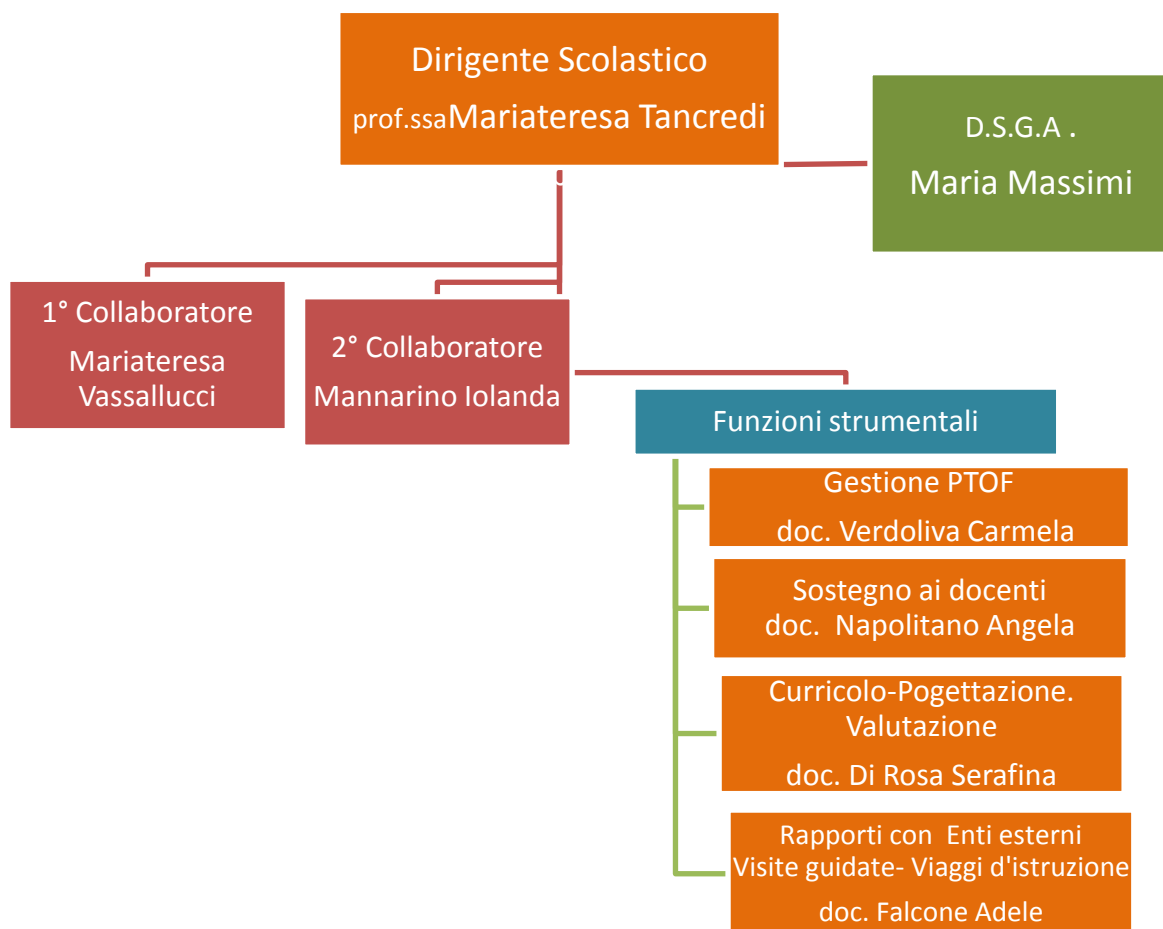 Dirigente Scolastico
prof.ssaMariateresa Tancredi
D.S.G.A .
Maria Massimi
1° Collaboratore
Mariateresa
Vassallucci
2° Collaboratore
Mannarino Iolanda
Funzioni strumentali
Gestione PTOF
doc. Verdoliva Carmela
Sostegno ai docenti
doc.  Napolitano Angela
Curricolo-Pogettazione.
Valutazione
doc. Di Rosa Serafina
Rapporti con  Enti esterni
Visite guidate- Viaggi d'istruzione
doc. Falcone Adele